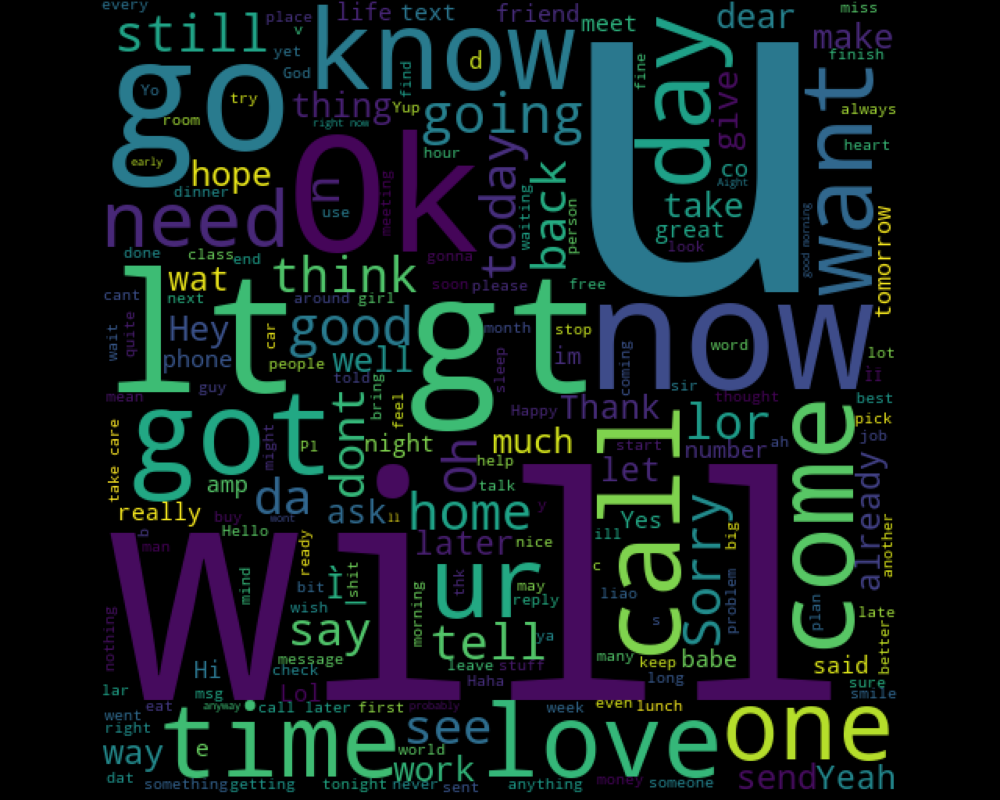 every
place
life
text
friend
meet
dear
miss
still
know
v
d
day
make
finish
yet
go
God
find
fine
give
want
Yo
try
thing
Yup
going
always
room
right now
hour
heart
early
Ok
hope
today
back
u
co
Aight
dinner
n
use
meeting
waiting
person
take
great
look
good morning
tomorrow
need
done
class
end
gonna
think
soon
please
free
wat
cant
next
around
girl
lt
gt
now
wait
quite
Hey
car
good
month
stop
word
lot
phone
people
well
sleep
im
coming
ìï
guy
told
bring
sir
thought
best
mean
feel
Happy
Thank
pick
take care
got
might
Pl
dont
night
much
call
start
lor
number
ah
come
job
already
another
oh
help
let
amp
da
talk
really
buy
wont
ask
ll
home
y
Yes
Sorry
big
b
man
Hello
ready
later
nice
ill
will
mind
bit
Ì
shit
thk
ur
may
reply
c
liao
problem
plan
late
wish
morning
s
nothing
say
tell
ya
better
message
leave
stuff
many
keep
babe
said
Hi
check
Haha
long
sure
lar
msg
Lol
smile
eat
anyway
call later
first
probably
week
even
lunch
went
right
time
see
love
one
way
e
world
dat
work
something
getting
tonight
never
sent
anything
money
someone
send
Yeah